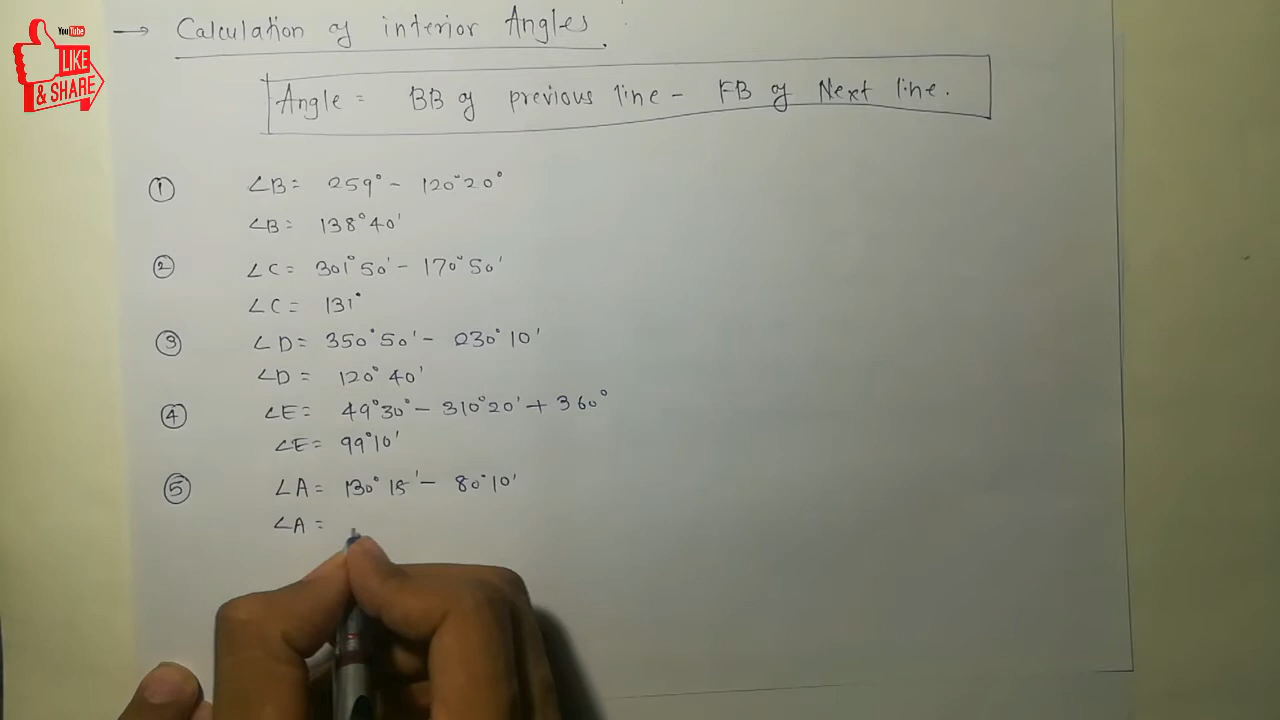 YouTube
LIKE
& SHARE
→ Calculation of interior Angles
Angle = BB of previous line - FB of Next line.
① ∠B = 259° - 120°20°
∠B = 138°40'
② ∠C = 301°50' - 170°50'
∠C = 131°
③ ∠D = 350°50' - 230°10'
∠D = 120°40'
④ ∠E = 49°30° - 310°20' + 360°
∠E = 99°10'
⑤ ∠A = 130°15' - 80°10'
∠A =